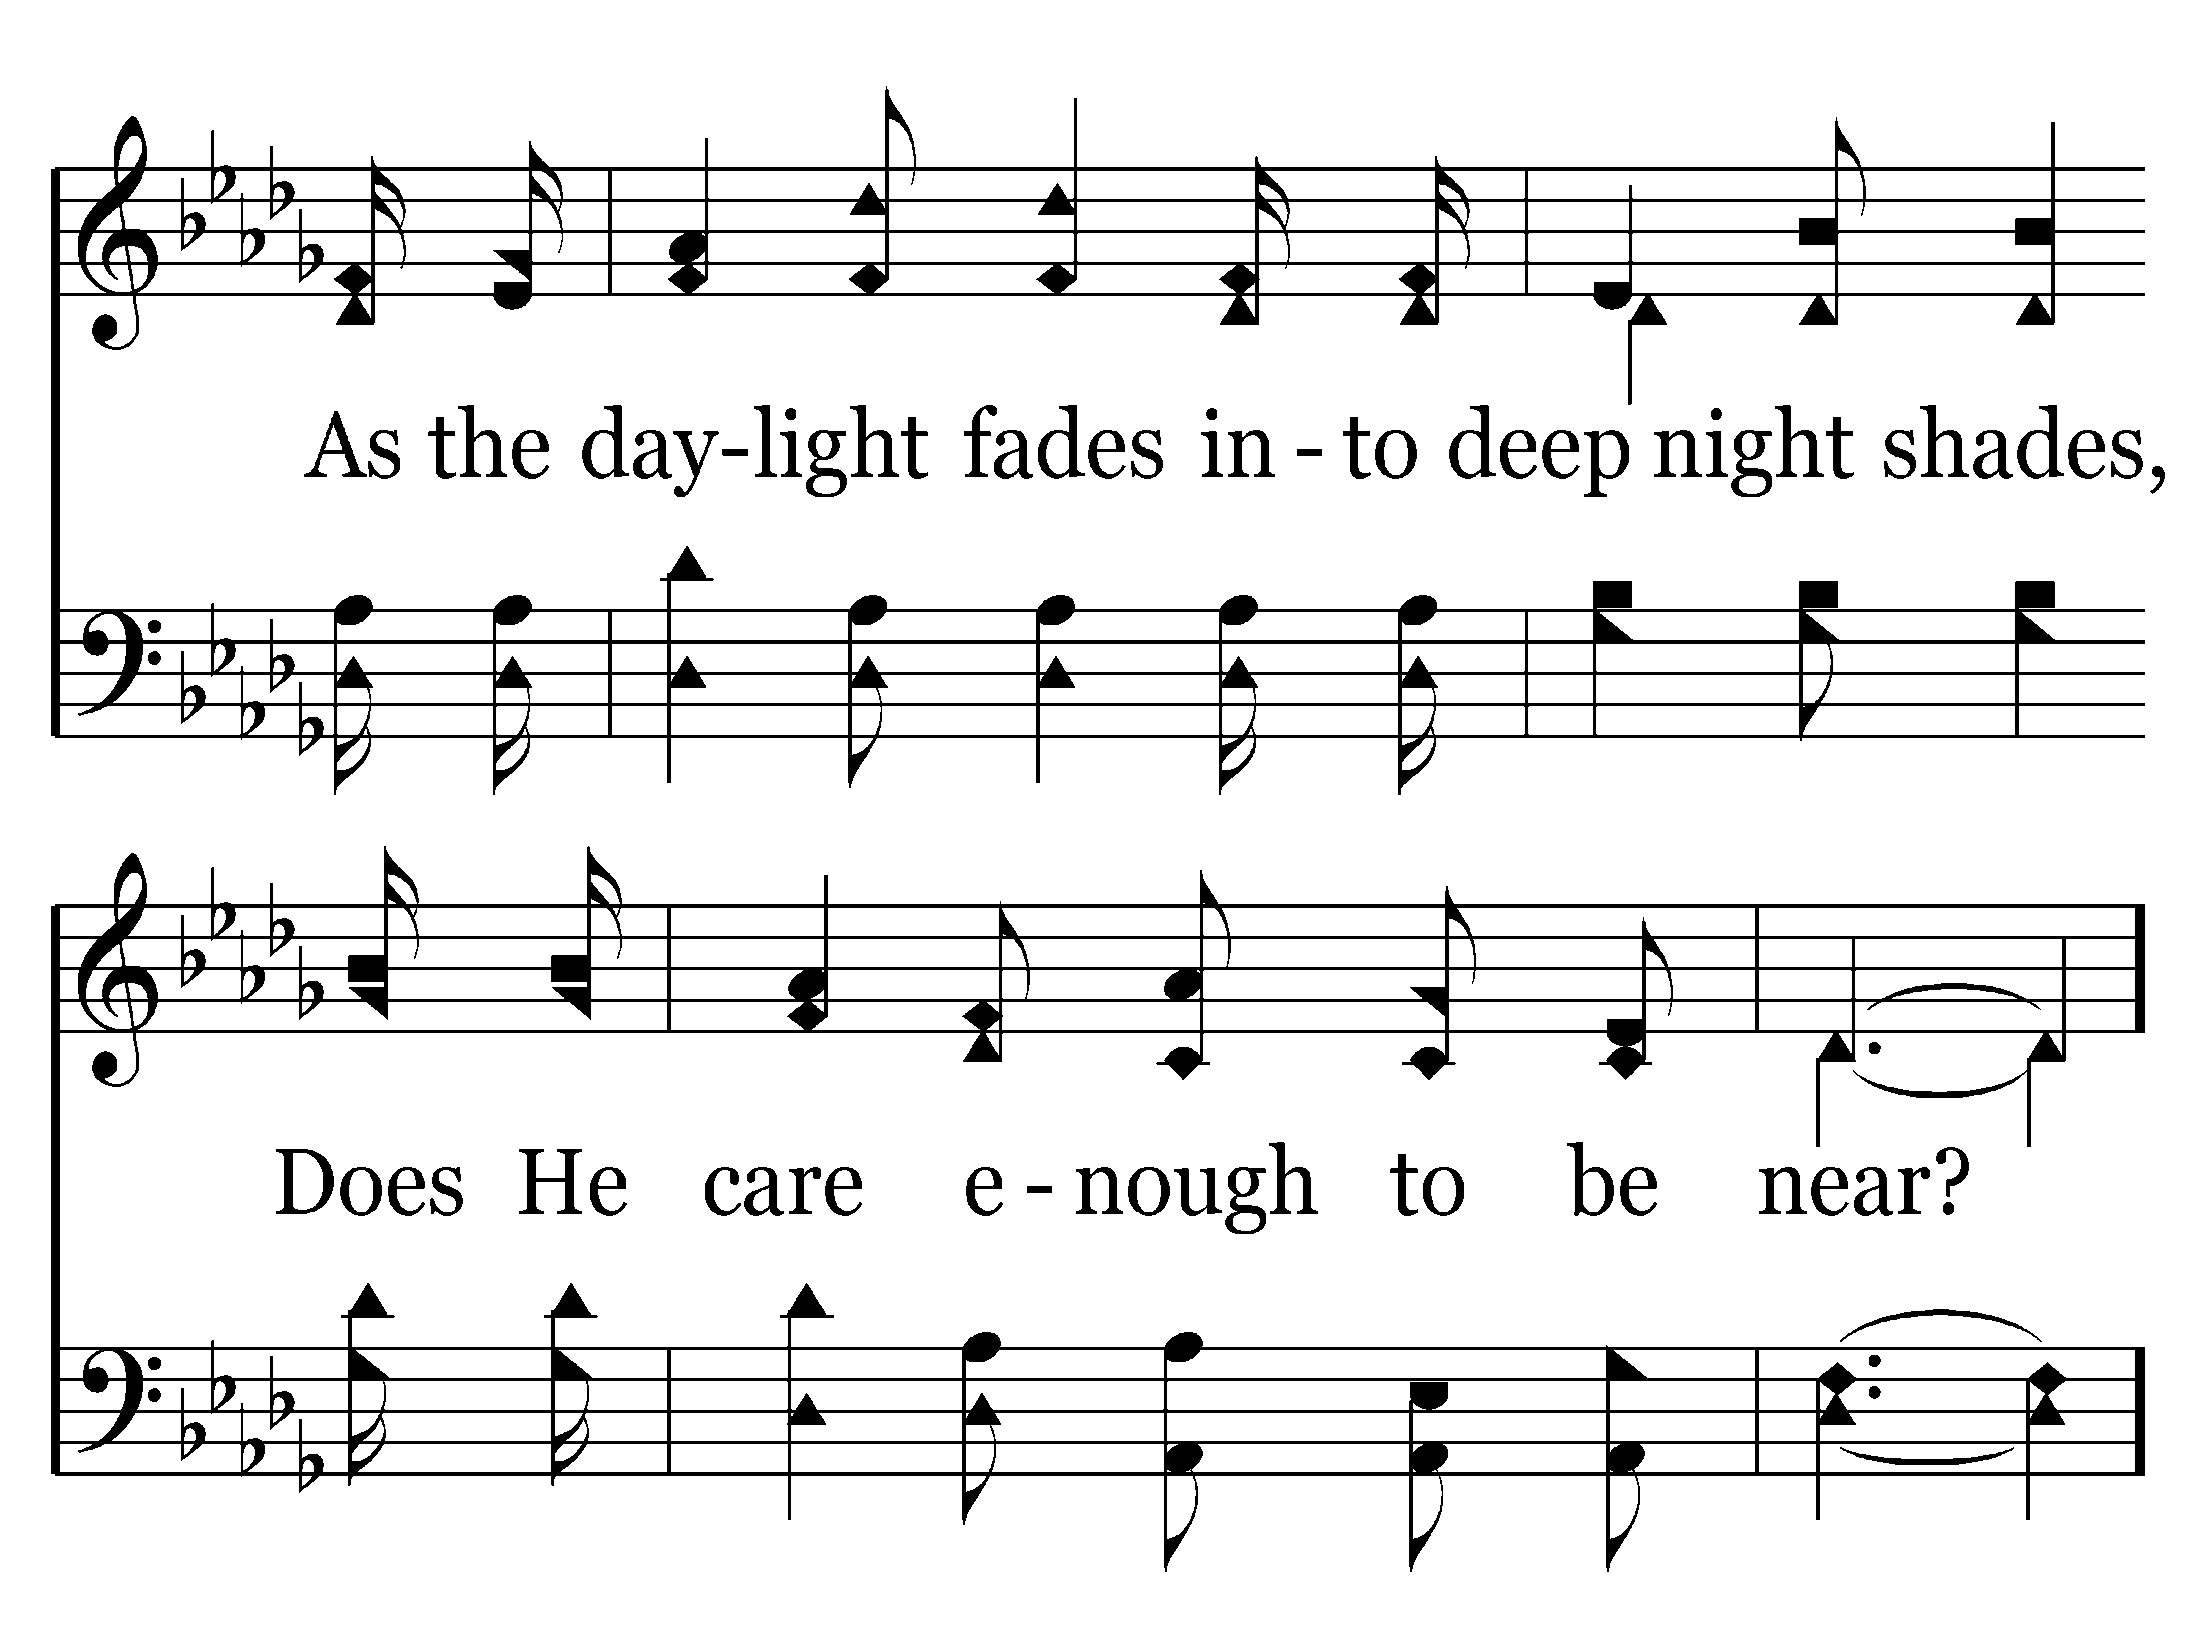 As the day-light fades in - to deep night shades,
Does He care e - nough to be near?